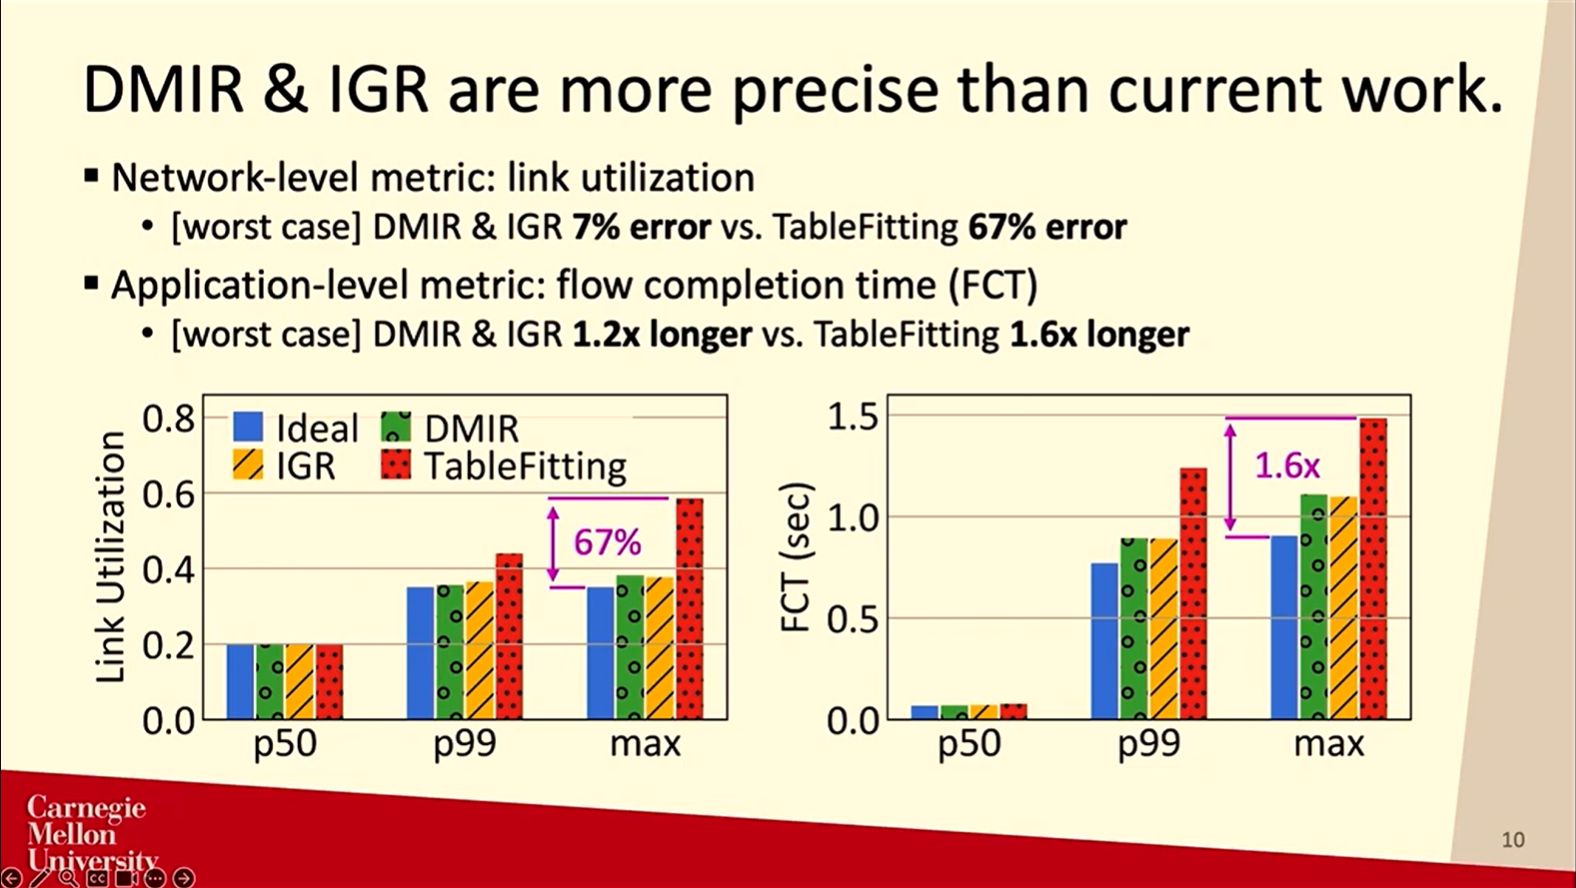 DMIR & IGR are more precise than current work.
▪ Network-level metric: link utilization
• [worst case] DMIR & IGR 7% error vs. TableFitting 67% error
▪ Application-level metric: flow completion time (FCT)
• [worst case] DMIR & IGR 1.2x longer vs. TableFitting 1.6x longer
Link Utilization
0.8
0.6
0.4
0.2
0.0
Ideal DMIR
IGR TableFitting
67%
p50 p99 max
FCT (sec)
1.5
1.0
0.5
0.0
1.6x
p50 p99 max
Carnegie
Mellon
University
10
CC